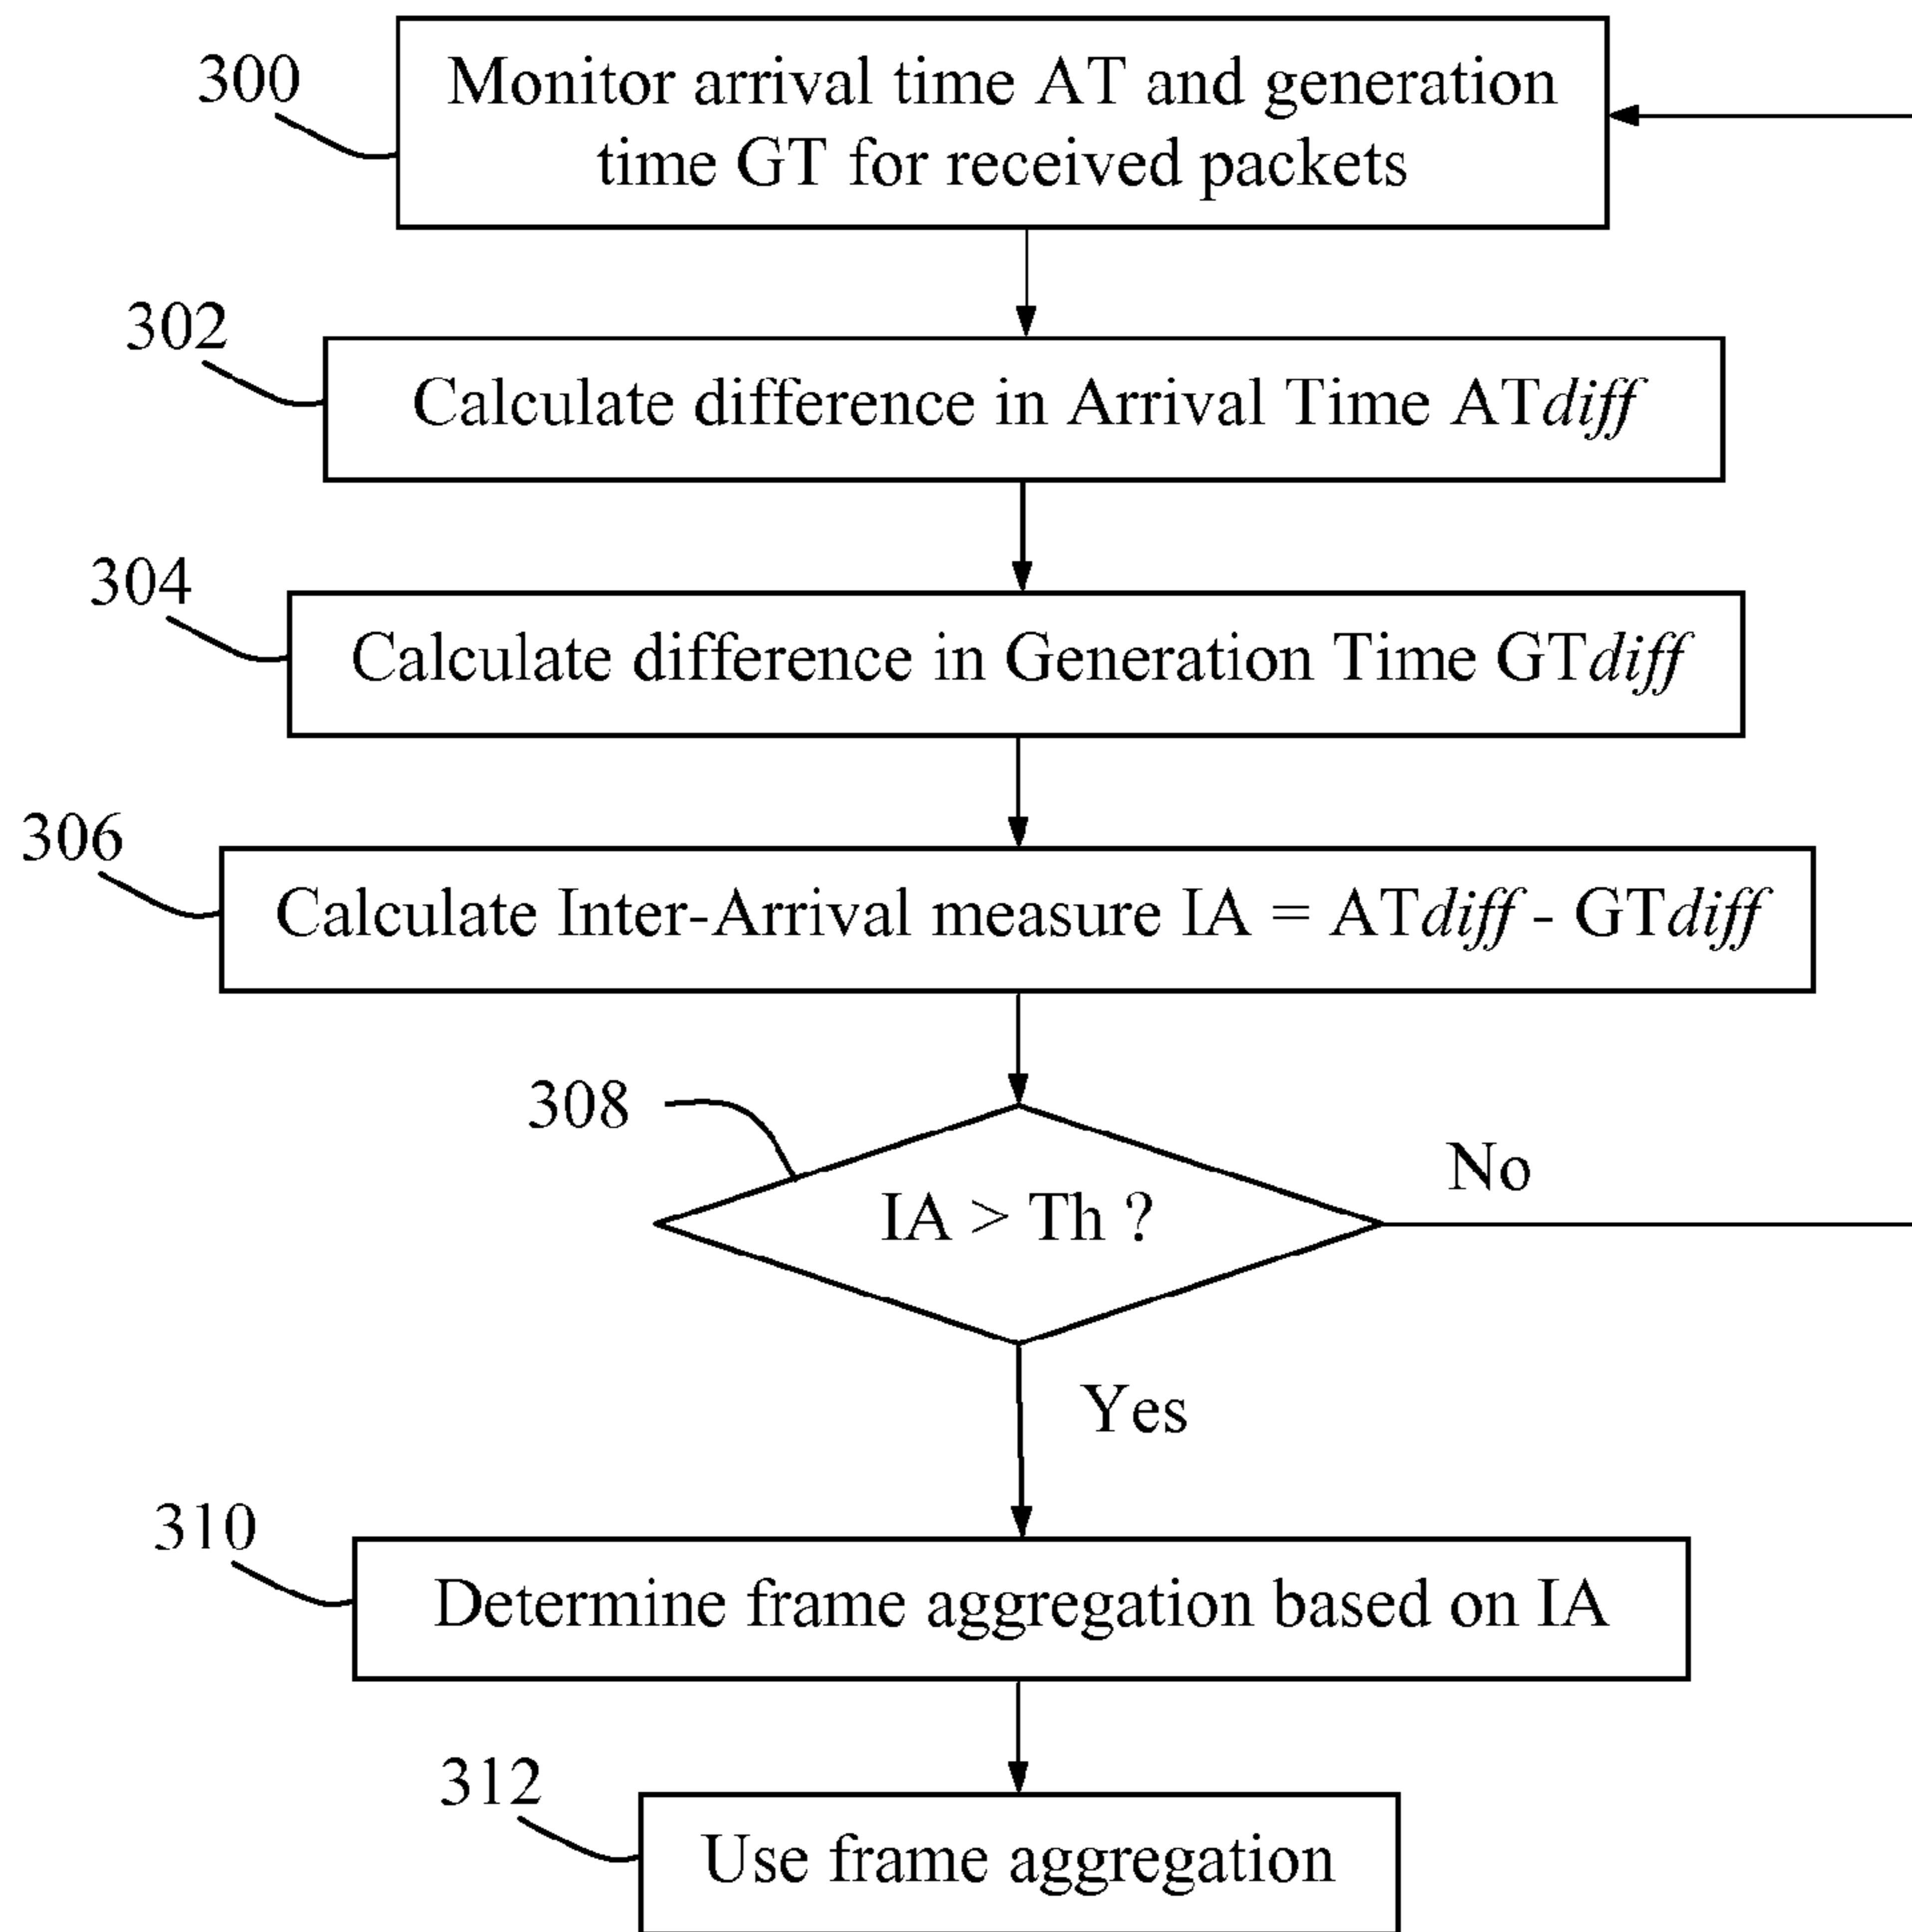 300
Monitor arrival time AT and generation
time GT for received packets
302
Calculate difference in Arrival Time ATdiff
304
Calculate difference in Generation Time GTdiff
306
Calculate Inter-Arrival measure IA = ATdiff - GTdiff
308
IA > Th ?
No
Yes
310
Determine frame aggregation based on IA
312
Use frame aggregation